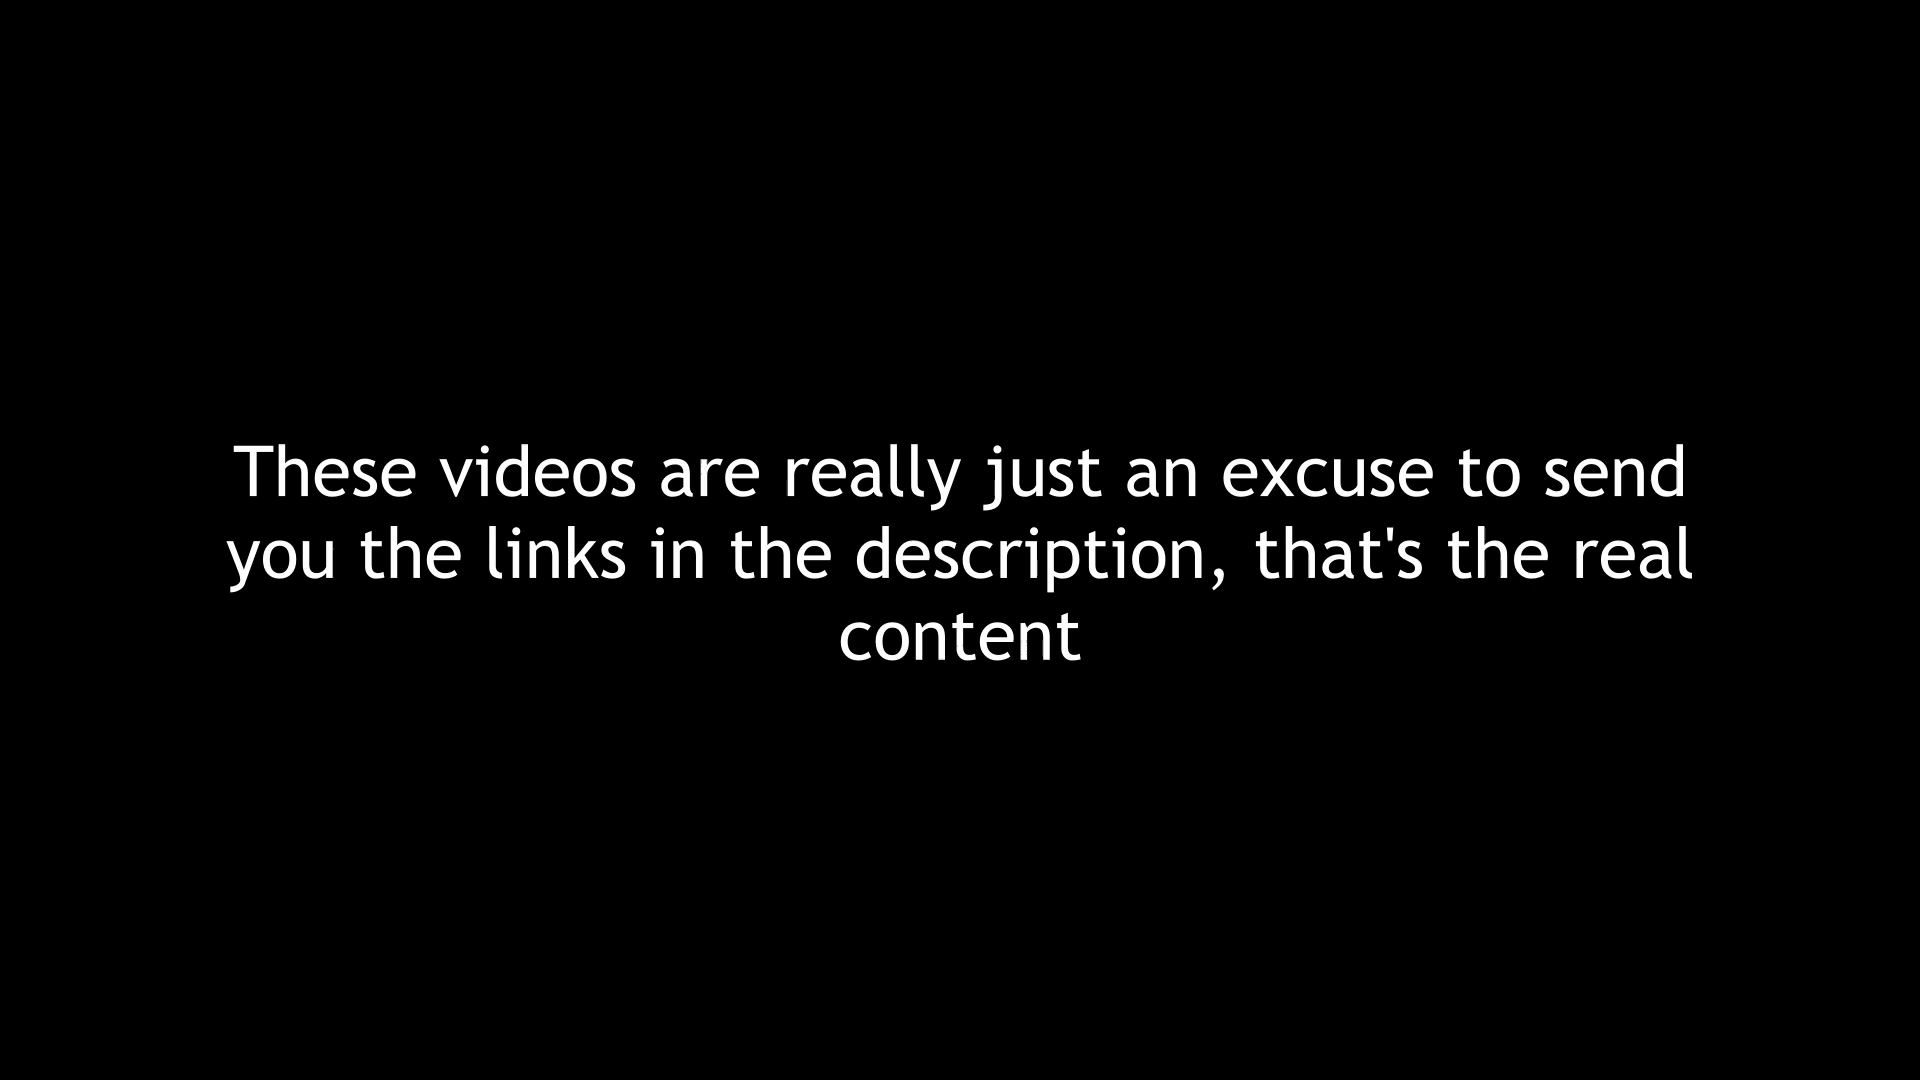 These videos are really just an excuse to send
you the links in the description, that's the real
content